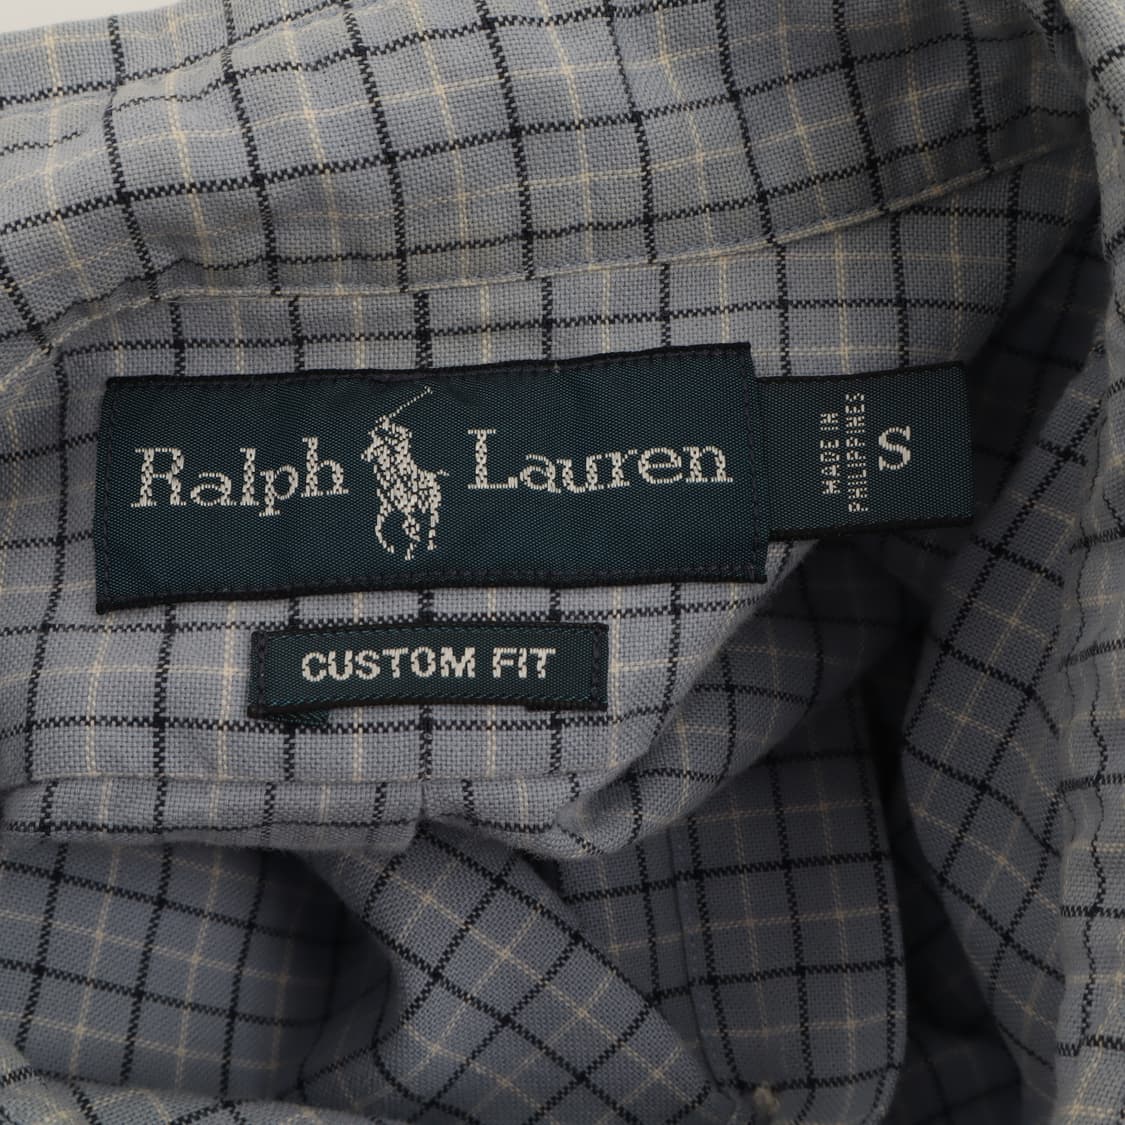 Ralph Lauren
MADE IN
PHILIPPINES
S
CUSTOM FIT